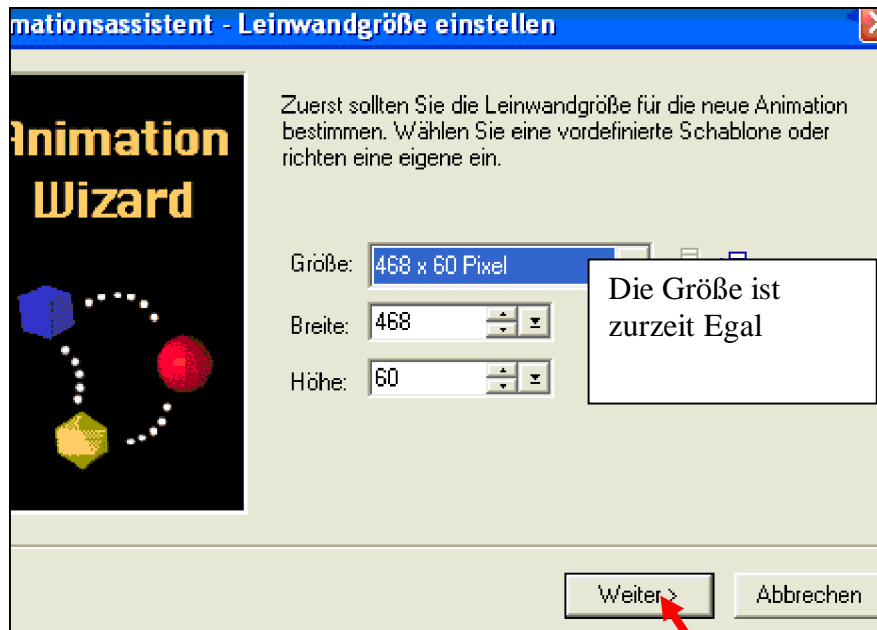 mationsassistent - Leinwandgröße einstellen
Animation
Wizard
Zuerst sollten Sie die Leinwandgröße für die neue Animation
bestimmen. Wählen Sie eine vordefinierte Schablone oder
richten eine eigene ein.
Größe: 468 x 60 Pixel
Die Größe ist
zurzeit Egal
Breite: 468
Höhe: 60
Weiter >
Abbrechen